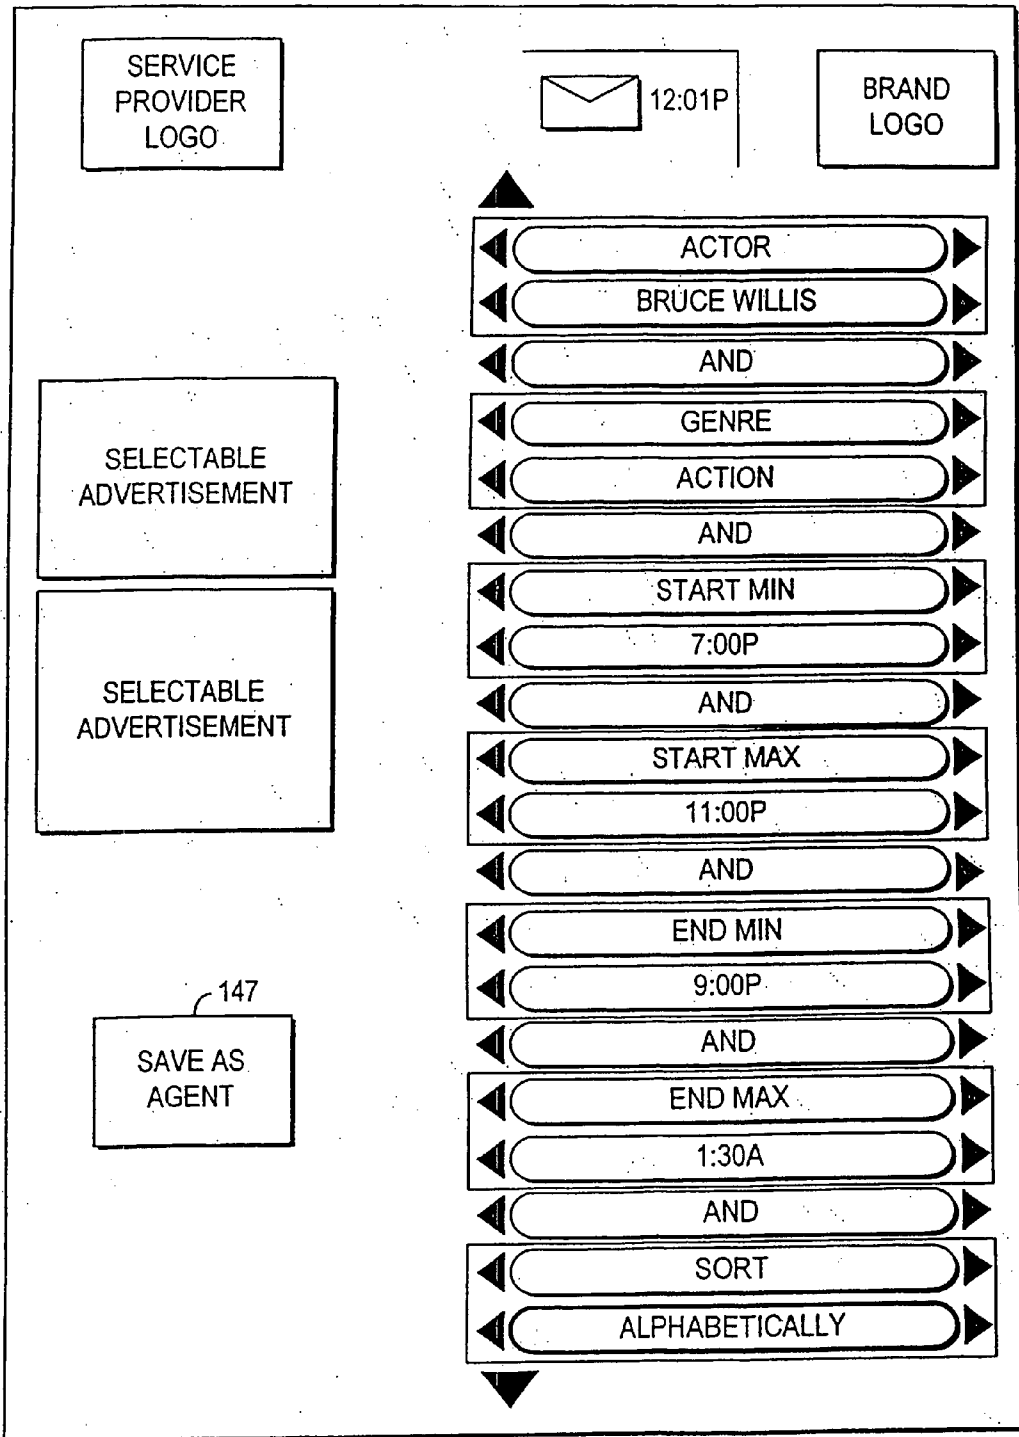 SERVICE
PROVIDER
LOGO
12:01P
BRAND
LOGO
ACTOR
BRUCE WILLIS
AND
GENRE
ACTION
AND
START MIN
7:00P
AND
START MAX
11:00P
AND
END MIN
9:00P
AND
END MAX
1:30A
AND
SORT
ALPHABETICALLY
SELECTABLE
ADVERTISEMENT
SELECTABLE
ADVERTISEMENT
147
SAVE AS
AGENT